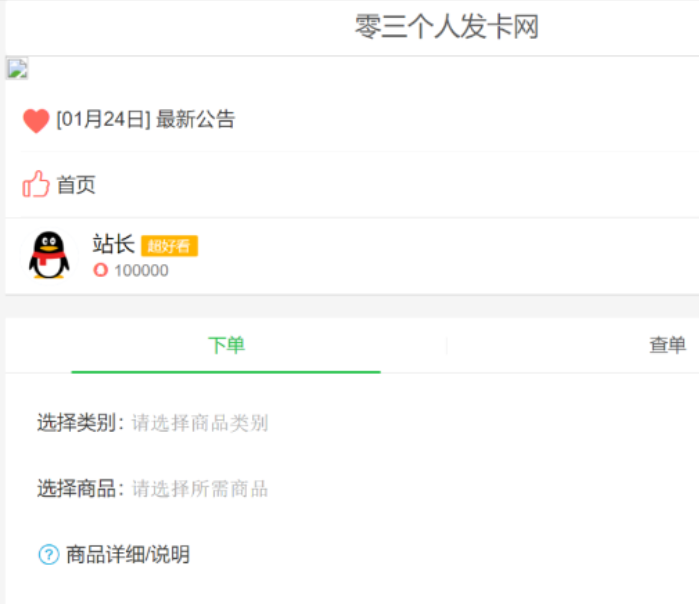 零三个人发卡网
[01月24日] 最新公告
首页
站长 超好看
100000
下单 查单
选择类别：请选择商品类别
选择商品：请选择所需商品
? 商品详细/说明